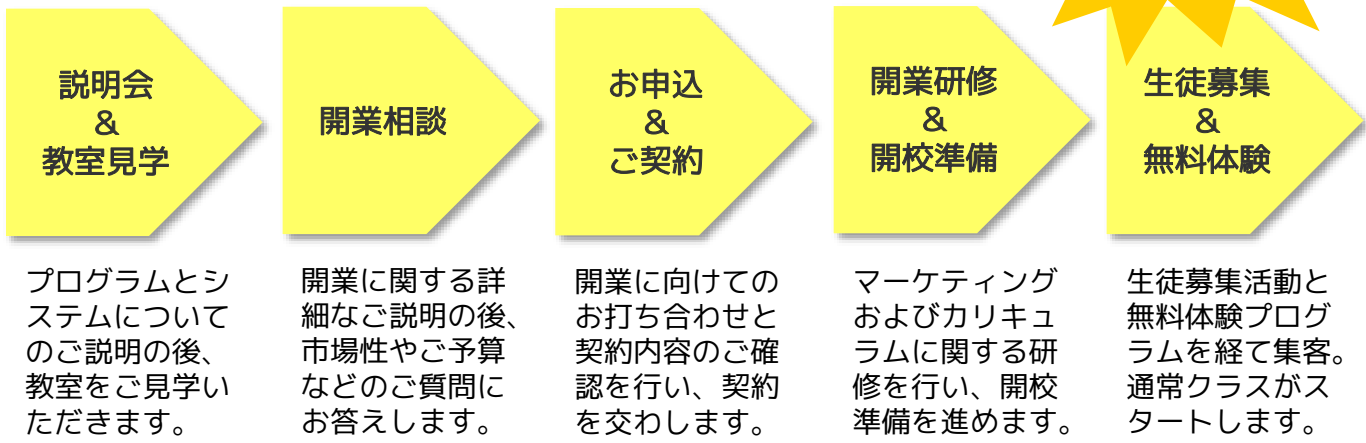 説明会
&
教室見学
開業相談
お申込
&
ご契約
開業研修
&
開校準備
生徒募集
&
無料体験
プログラムとシ
ステムについて
のご説明の後、
教室をご見学い
ただきます。
開業に関する詳
細なご説明の後、
市場性やご予算
などのご質問に
お答えします。
開業に向けての
お打ち合わせと
契約内容のご確
認を行い、契約
を交わします。
マーケティング
およびカリキュ
ラムに関する研
修を行い、開校
準備を進めます。
生徒募集活動と
無料体験プログ
ラムを経て集客。
通常クラスがス
タートします。